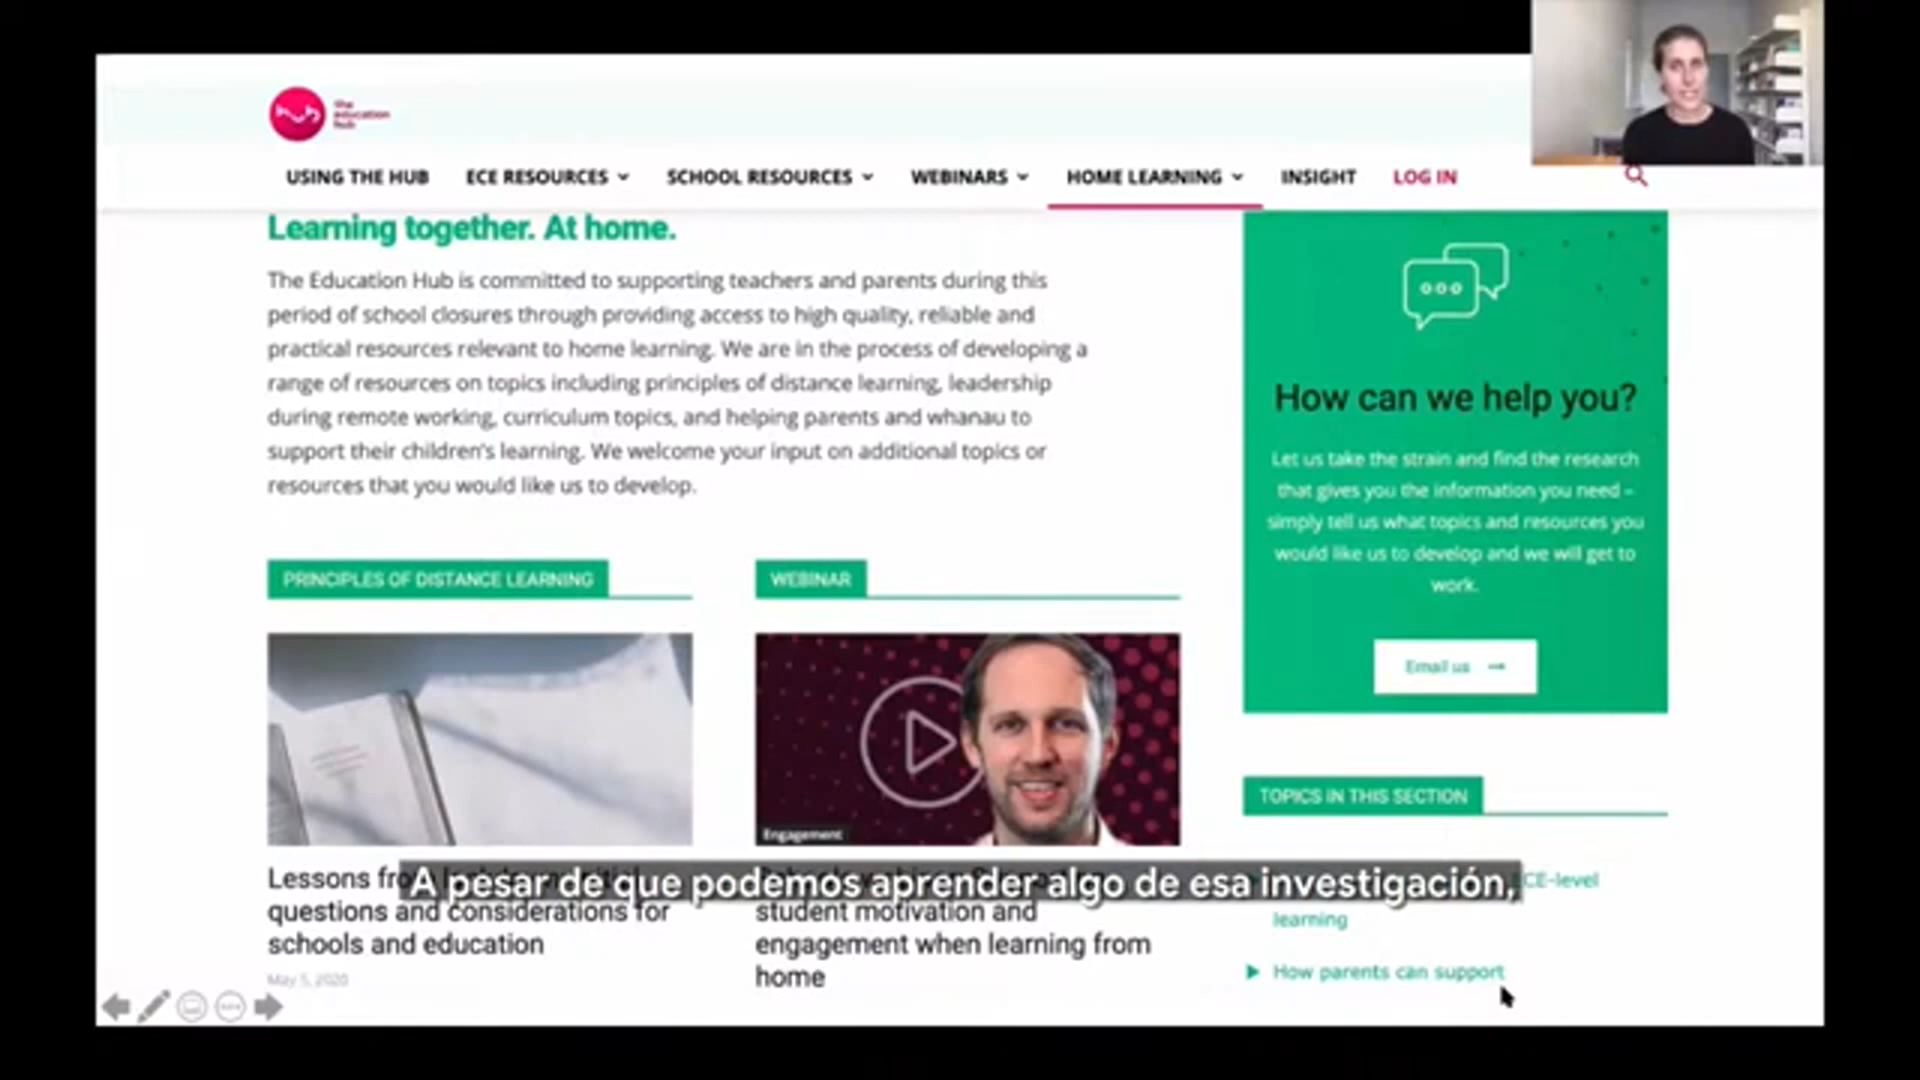 the
education
hub
USING THE HUB
ECE RESOURCES
SCHOOL RESOURCES
WEBINARS
HOME LEARNING
INSIGHT
LOG IN
Learning together. At home.
The Education Hub is committed to supporting teachers and parents during this
period of school closures through providing access to high quality, reliable and
practical resources relevant to home learning. We are in the process of developing a
range of resources on topics including principles of distance learning, leadership
during remote working, curriculum topics, and helping parents and whanau to
support their children's learning. We welcome your input on additional topics or
resources that you would like us to develop.
How can we help you?
Let us take the strain and find the research
that gives you the information you need –
simply tell us what topics and resources you
would like us to develop and we will get to
work.
Email us
PRINCIPLES OF DISTANCE LEARNING
Lessons
questions and considerations for
schools and education
May 5, 2020
WEBINAR
Engagement
student motivation and
engagement when learning from
home
TOPICS IN THIS SECTION
ECE-level
learning
How parents can support
A pesar de que podemos aprender algo de esa investigación,